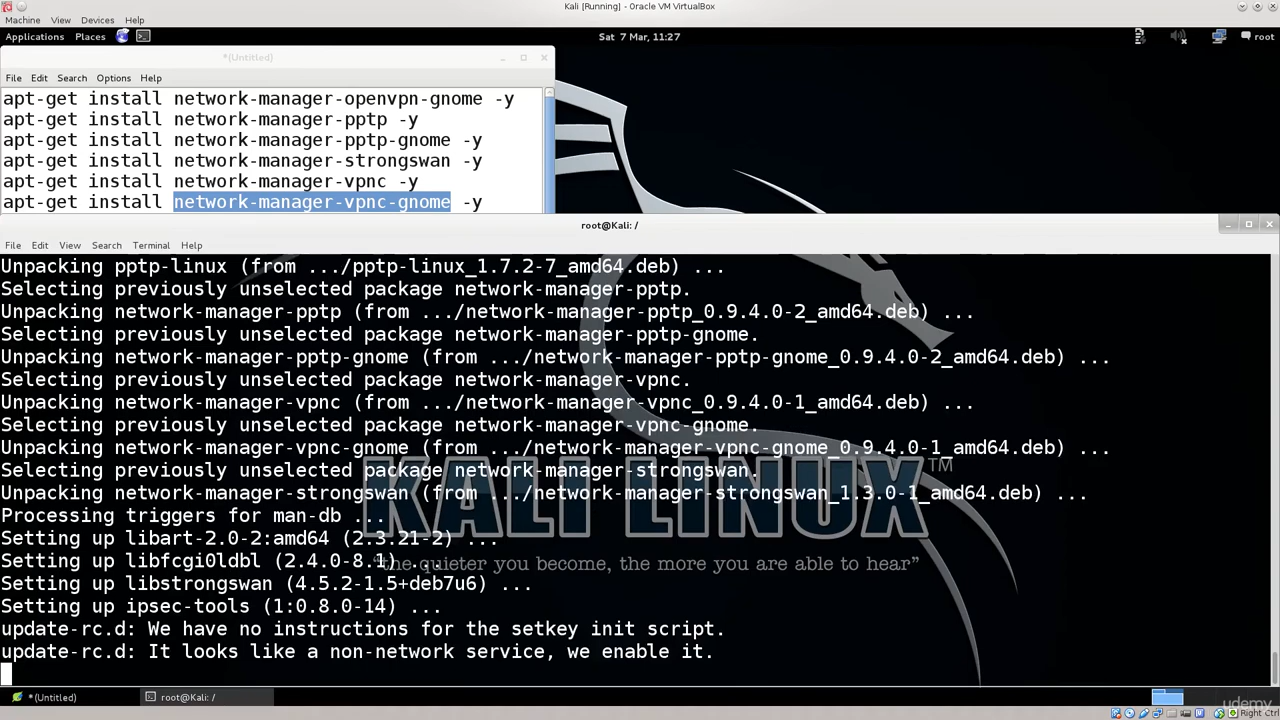 Kali [Running] - Oracle VM VirtualBox
Machine View Devices Help
Applications Places Sat 7 Mar, 11:27 root
*(Untitled)
File Edit Search Options Help
apt-get install network-manager-openvpn-gnome -y
apt-get install network-manager-pptp -y
apt-get install network-manager-pptp-gnome -y
apt-get install network-manager-strongswan -y
apt-get install network-manager-vpnc -y
apt-get install network-manager-vpnc-gnome -y
root@Kali: /
File Edit View Search Terminal Help
Unpacking pptp-linux (from .../pptp-linux_1.7.2-7_amd64.deb) ...
Selecting previously unselected package network-manager-pptp.
Unpacking network-manager-pptp (from .../network-manager-pptp_0.9.4.0-2_amd64.deb) ...
Selecting previously unselected package network-manager-pptp-gnome.
Unpacking network-manager-pptp-gnome (from .../network-manager-pptp-gnome_0.9.4.0-2_amd64.deb) ...
Selecting previously unselected package network-manager-vpnc.
Unpacking network-manager-vpnc (from .../network-manager-vpnc_0.9.4.0-1_amd64.deb) ...
Selecting previously unselected package network-manager-vpnc-gnome.
Unpacking network-manager-vpnc-gnome (from .../network-manager-vpnc-gnome_0.9.4.0-1_amd64.deb) ...
Selecting previously unselected package network-manager-strongswan.
Unpacking network-manager-strongswan (from .../network-manager-strongswan_1.3.0-1_amd64.deb) ...
Processing triggers for man-db ...
Setting up libart-2.0-2:amd64 (2.3.21-2) ...
Setting up libfcgi0ldbl (2.4.0-8.1) ...
Setting up libstrongswan (4.5.2-1.5+deb7u6) ...
Setting up ipsec-tools (1:0.8.0-14) ...
update-rc.d: We have no instructions for the setkey init script.
update-rc.d: It looks like a non-network service, we enable it.
KALI LINUX™
"the quieter you become, the more you are able to hear"
*(Untitled) root@Kali: /
udemy
Right Ctrl